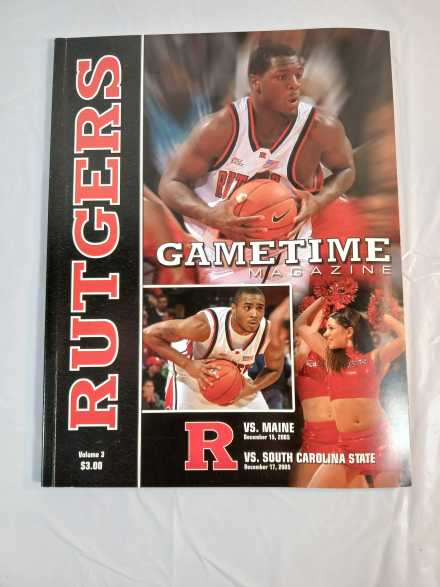 RUTGERS
GAMETIME
MAGAZINE
Volume 3
$3.00
R
VS. MAINE
December 15, 2005
VS. SOUTH CAROLINA STATE
December 17, 2005